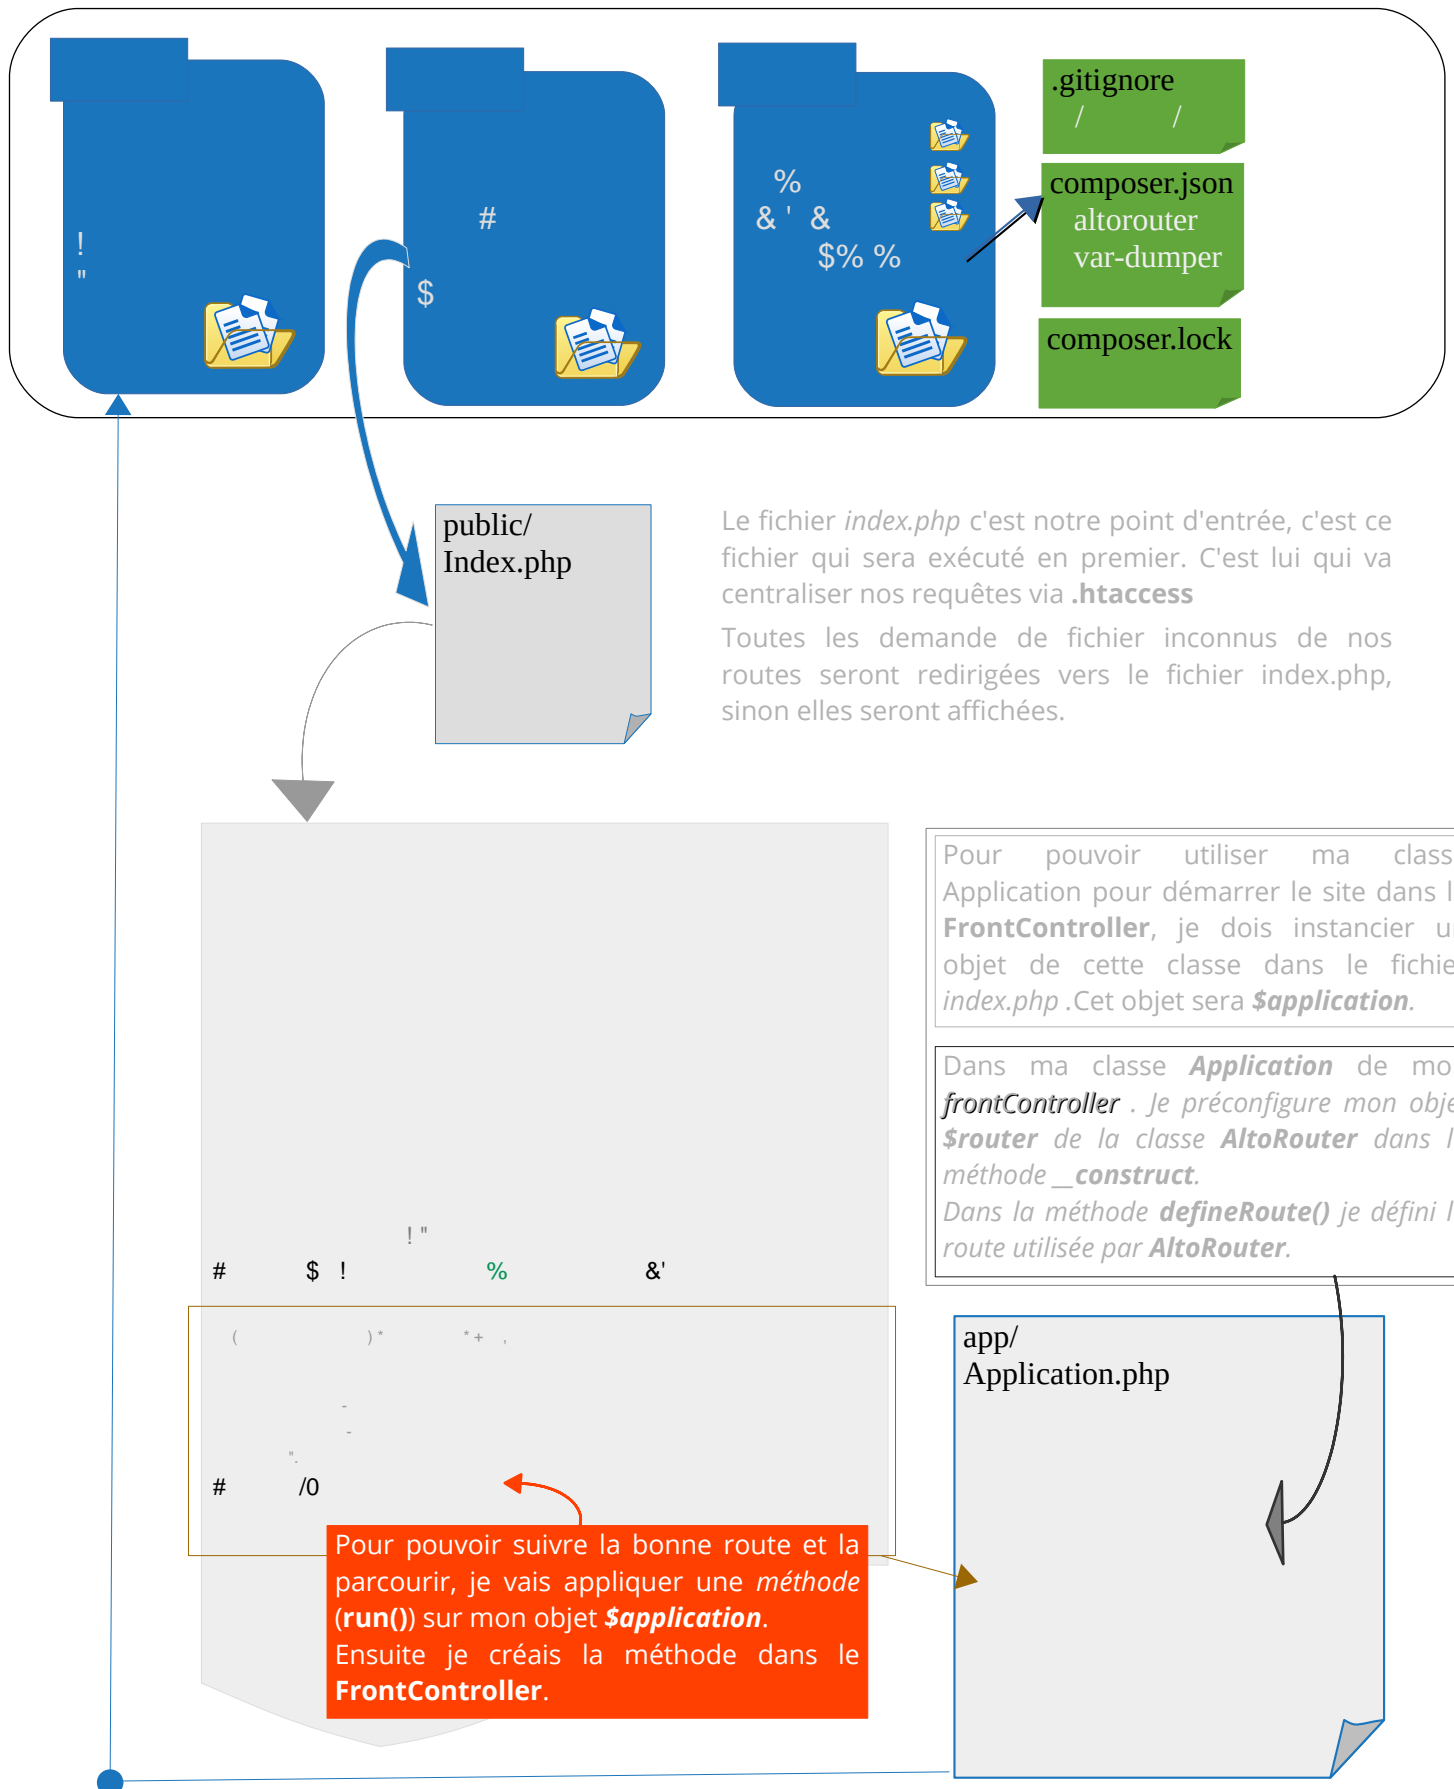 !
"
#
$
%
& ' &
$% %
.gitignore
/ /
composer.json
altorouter
var-dumper
composer.lock
public/
Index.php
Le fichier index.php c'est notre point d'entrée, c'est ce
fichier qui sera exécuté en premier. C'est lui qui va
centraliser nos requêtes via .htaccess
Toutes les demande de fichier inconnus de nos
routes seront redirigées vers le fichier index.php,
sinon elles seront affichées.
Pour pouvoir utiliser ma class
Application pour démarrer le site dans l
FrontController, je dois instancier u
objet de cette classe dans le fichie
index.php .Cet objet sera $application.
Dans ma classe Application de mo
frontController . Je préconfigure mon obje
$router de la classe AltoRouter dans l
méthode __construct.
Dans la méthode defineRoute() je défini l
route utilisée par AltoRouter.
! "
# $ ! % &'
( ) * * + ,
-
-
".
# /0
Pour pouvoir suivre la bonne route et la
parcourir, je vais appliquer une méthode
(run()) sur mon objet $application.
Ensuite je créais la méthode dans le
FrontController.
app/
Application.php